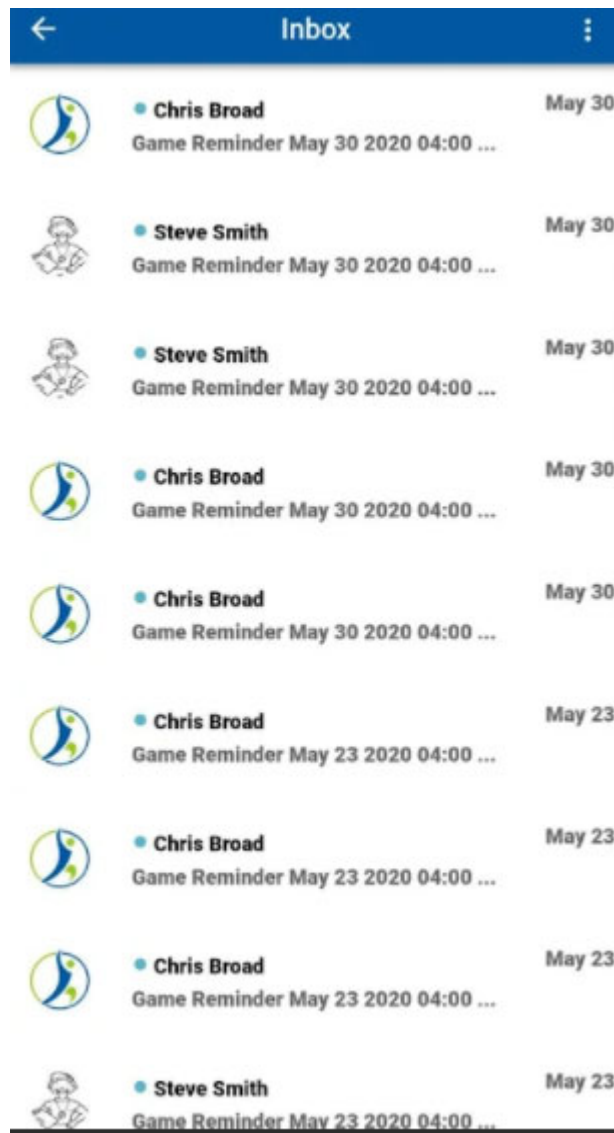 Inbox
Chris Broad May 30
Game Reminder May 30 2020 04:00 ...
Steve Smith May 30
Game Reminder May 30 2020 04:00 ...
Steve Smith May 30
Game Reminder May 30 2020 04:00 ...
Chris Broad May 30
Game Reminder May 30 2020 04:00 ...
Chris Broad May 30
Game Reminder May 30 2020 04:00 ...
Chris Broad May 23
Game Reminder May 23 2020 04:00 ...
Chris Broad May 23
Game Reminder May 23 2020 04:00 ...
Chris Broad May 23
Game Reminder May 23 2020 04:00 ...
Steve Smith May 23
Game Reminder May 23 2020 04:00 ...